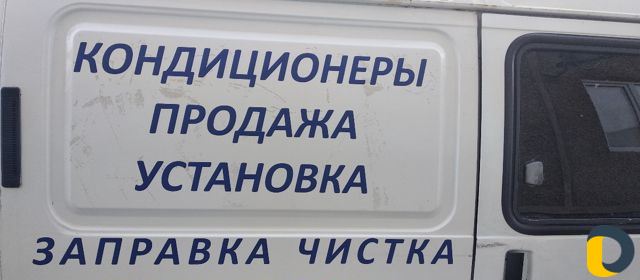 КОНДИЦИОНЕРЫ
ПРОДАЖА
УСТАНОВКА
ЗАПРАВКА ЧИСТКА